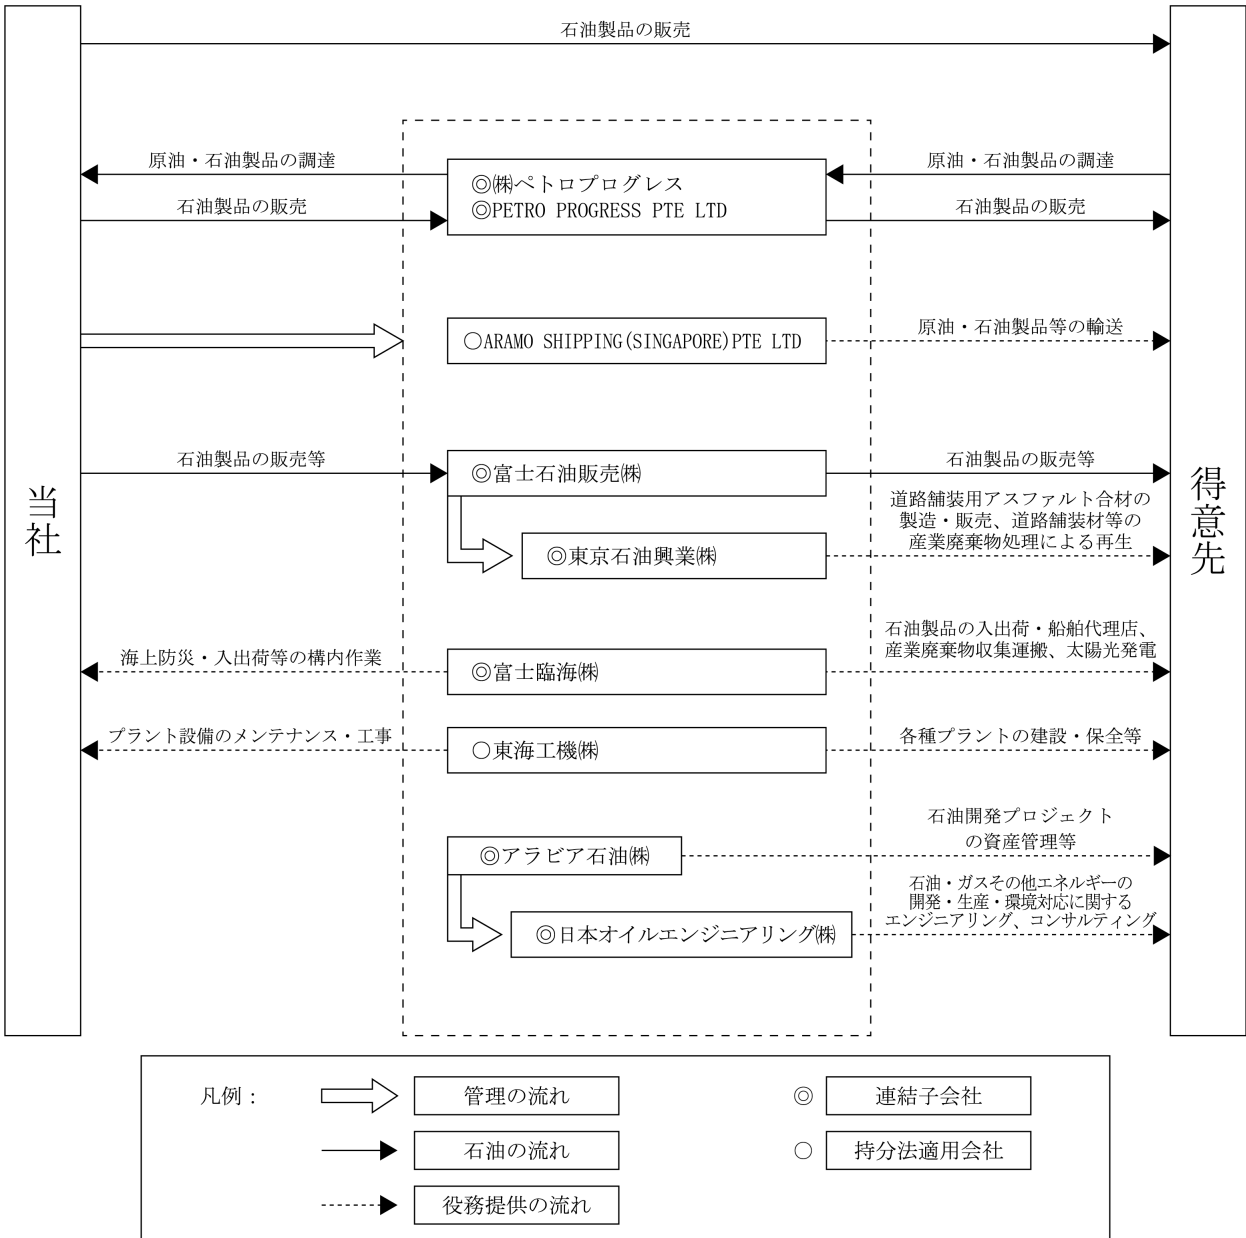 石油製品の販売
原油・石油製品の調達
石油製品の販売
◎㈱ペトロプログレス
◎PETRO PROGRESS PTE LTD
原油・石油製品の調達
石油製品の販売
○ARAMO SHIPPING(SINGAPORE)PTE LTD
原油・石油製品等の輸送
石油製品の販売等
◎富士石油販売㈱
石油製品の販売等
当社
得意先
◎東京石油興業㈱
道路舗装用アスファルト合材の
製造・販売、道路舗装材等の
産業廃棄物処理による再生
海上防災・入出荷等の構内作業
◎富士臨海㈱
石油製品の入出荷・船舶代理店、
産業廃棄物収集運搬、太陽光発電
プラント設備のメンテナンス・工事
○東海工機㈱
各種プラントの建設・保全等
◎アラビア石油㈱
石油開発プロジェクト
の資産管理等
◎日本オイルエンジニアリング㈱
石油・ガスその他エネルギーの
開発・生産・環境対応に関する
エンジニアリング、コンサルティング
凡例：
管理の流れ
◎ 連結子会社
石油の流れ
○ 持分法適用会社
役務提供の流れ